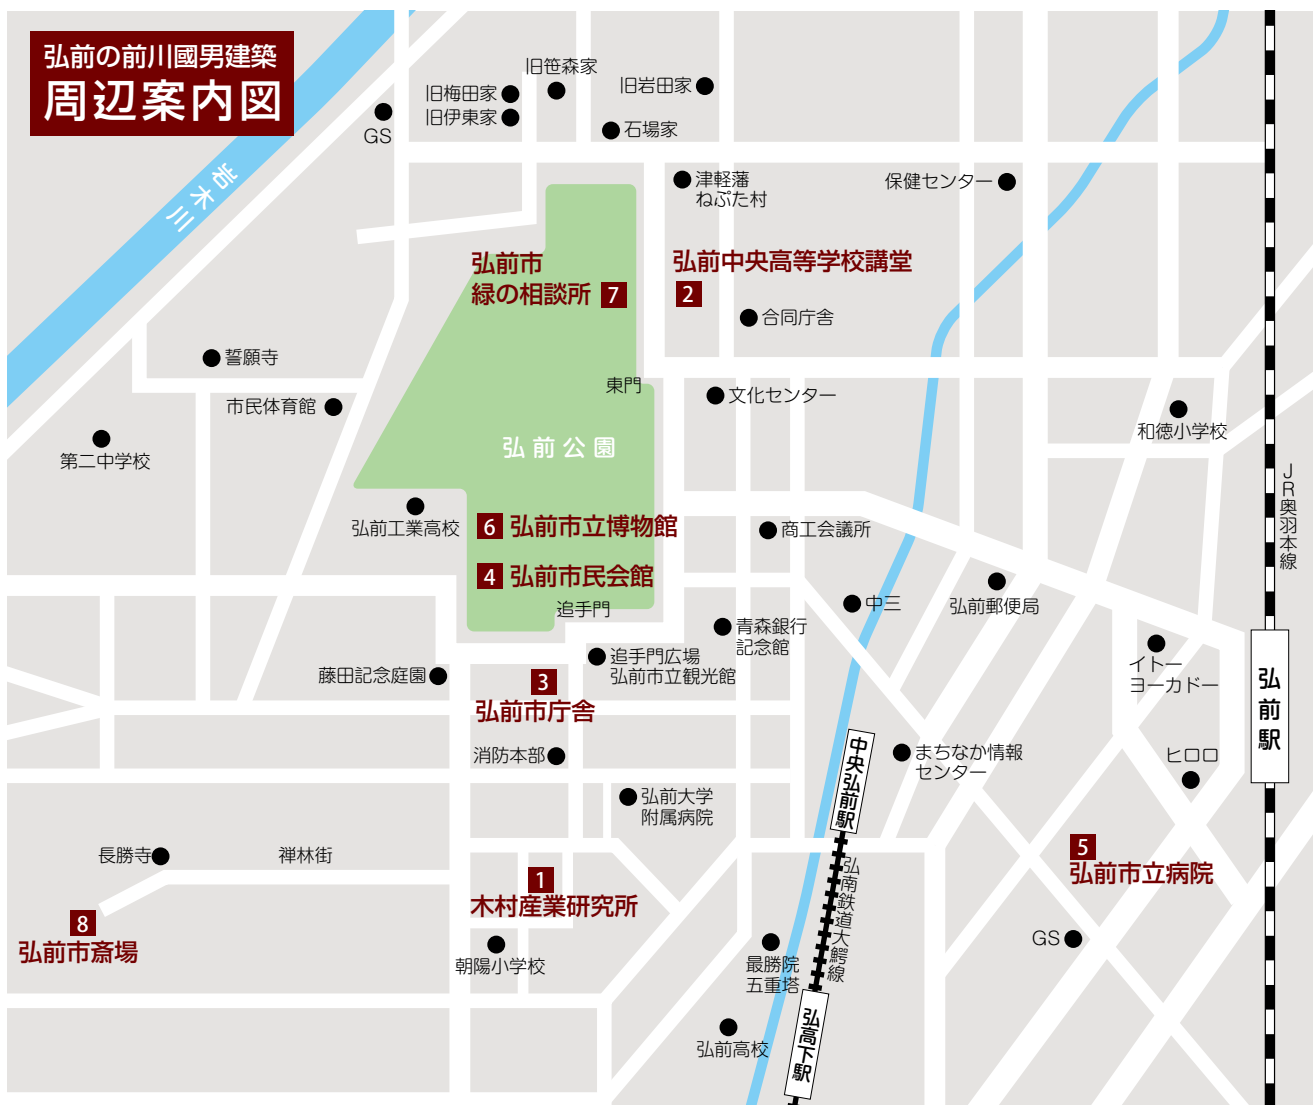 弘前の前川國男建築
周辺案内図
岩木川
GS
旧梅田家
旧伊東家
旧笹森家
旧岩田家
石場家
津軽藩
ねぷた村
保健センター
弘前市
緑の相談所 7
弘前中央高等学校講堂
2
合同庁舎
誓願寺
市民体育館
第二中学校
東門
文化センター
和徳小学校
弘前公園
JR奥羽本線
弘前工業高校
6 弘前市立博物館
4 弘前市民会館
追手門
商工会議所
中三
弘前郵便局
青森銀行
記念館
追手門広場
弘前市立観光館
藤田記念庭園
3
弘前市庁舎
消防本部
イトー
ヨーカドー
弘前駅
ヒロロ
まちなか情報
センター
中央弘前駅
弘前大学
附属病院
長勝寺
禅林街
1
木村産業研究所
5
弘前市立病院
8
弘前市斎場
朝陽小学校
弘南鉄道大鰐線
最勝院
五重塔
GS
弘前高校
弘高下駅